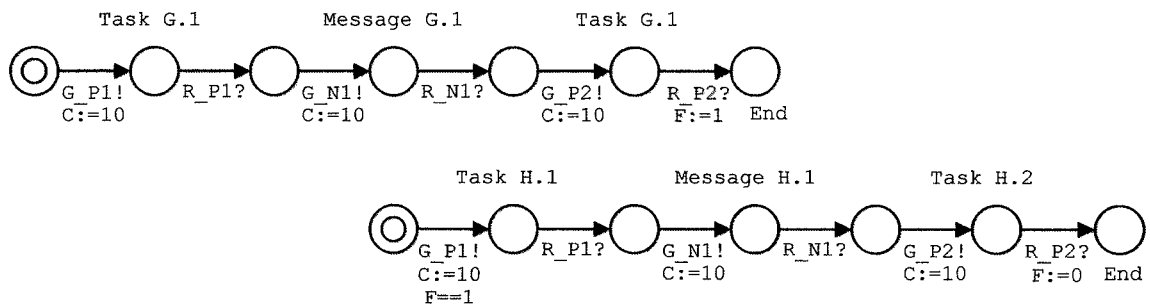 Task G.1 Message G.1 Task G.1
G_P1! R_P1? G_N1! R_N1? G_P2! R_P2?
C:=10 C:=10 C:=10 F:=1 End
Task H.1 Message H.1 Task H.2
G_P1! R_P1? G_N1! R_N1? G_P2! R_P2?
C:=10 C:=10 C:=10 F:=0 End
F==1